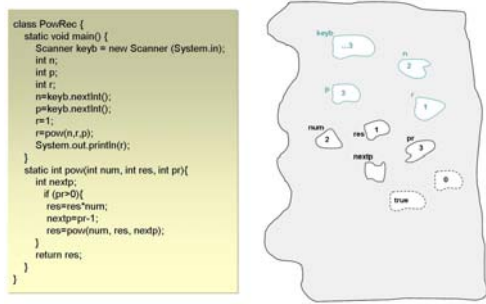 class PowRec {
static void main() {
Scanner keyb = new Scanner (System.in);
int n;
int p;
int r;
n=keyb.nextInt();
p=keyb.nextInt();
r=1;
r=pow(n,r,p);
System.out.println(r);
}
static int pow(int num, int res, int pr){
int nextp;
if (pr>0){
res=res*num;
nextp=pr-1;
res=pow(num, res, nextp);
}
return res;
}
}
keyb
...3
n
2
p
3
r
1
num
2
res
1
pr
3
nextp
0
true